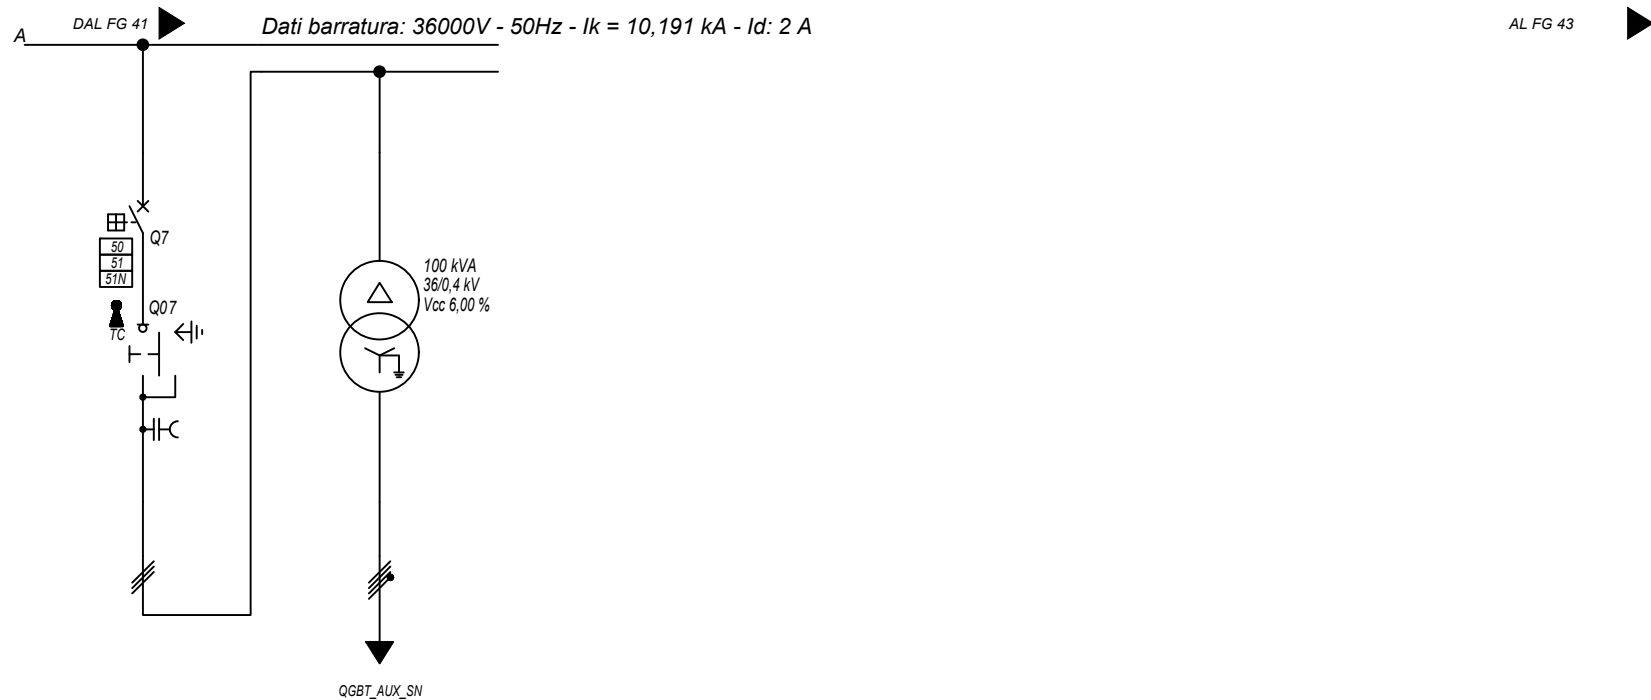 A
DAL FG 41
Dati barratura: 36000V - 50Hz - Ik = 10,191 kA - Id: 2 A
AL FG 43
Q7
50
51
51N
Q07
TC
100 kVA
36/0,4 kV
Vcc 6,00 %
QGBT_AUX_SN